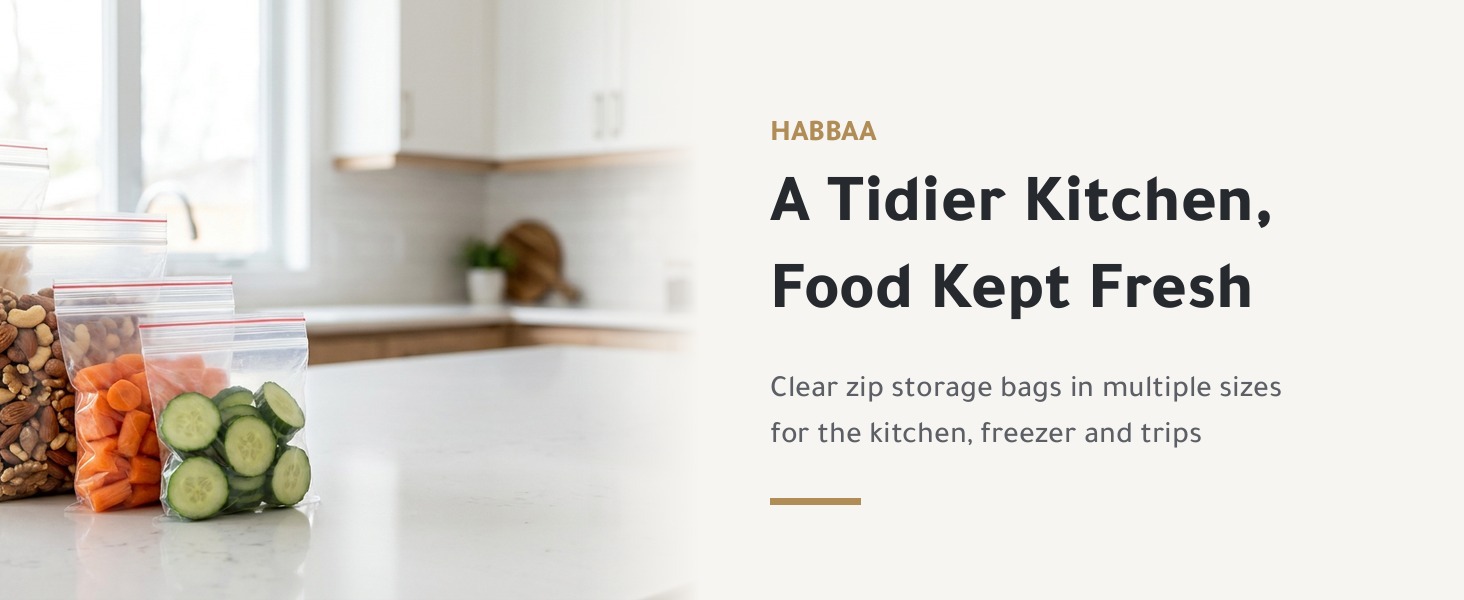 HABBAA
A Tidier Kitchen,
Food Kept Fresh
Clear zip storage bags in multiple sizes
for the kitchen, freezer and trips